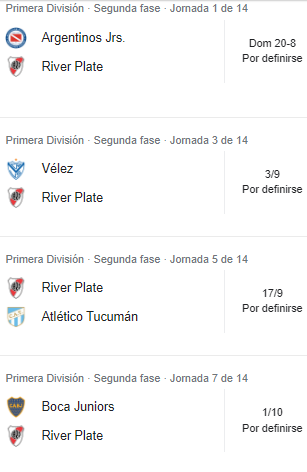 Primera División · Segunda fase · Jornada 1 de 14
Argentinos Jrs.
River Plate
Dom 20-8
Por definirse
Primera División · Segunda fase · Jornada 3 de 14
Vélez
River Plate
3/9
Por definirse
Primera División · Segunda fase · Jornada 5 de 14
River Plate
Atlético Tucumán
17/9
Por definirse
Primera División · Segunda fase · Jornada 7 de 14
Boca Juniors
River Plate
1/10
Por definirse